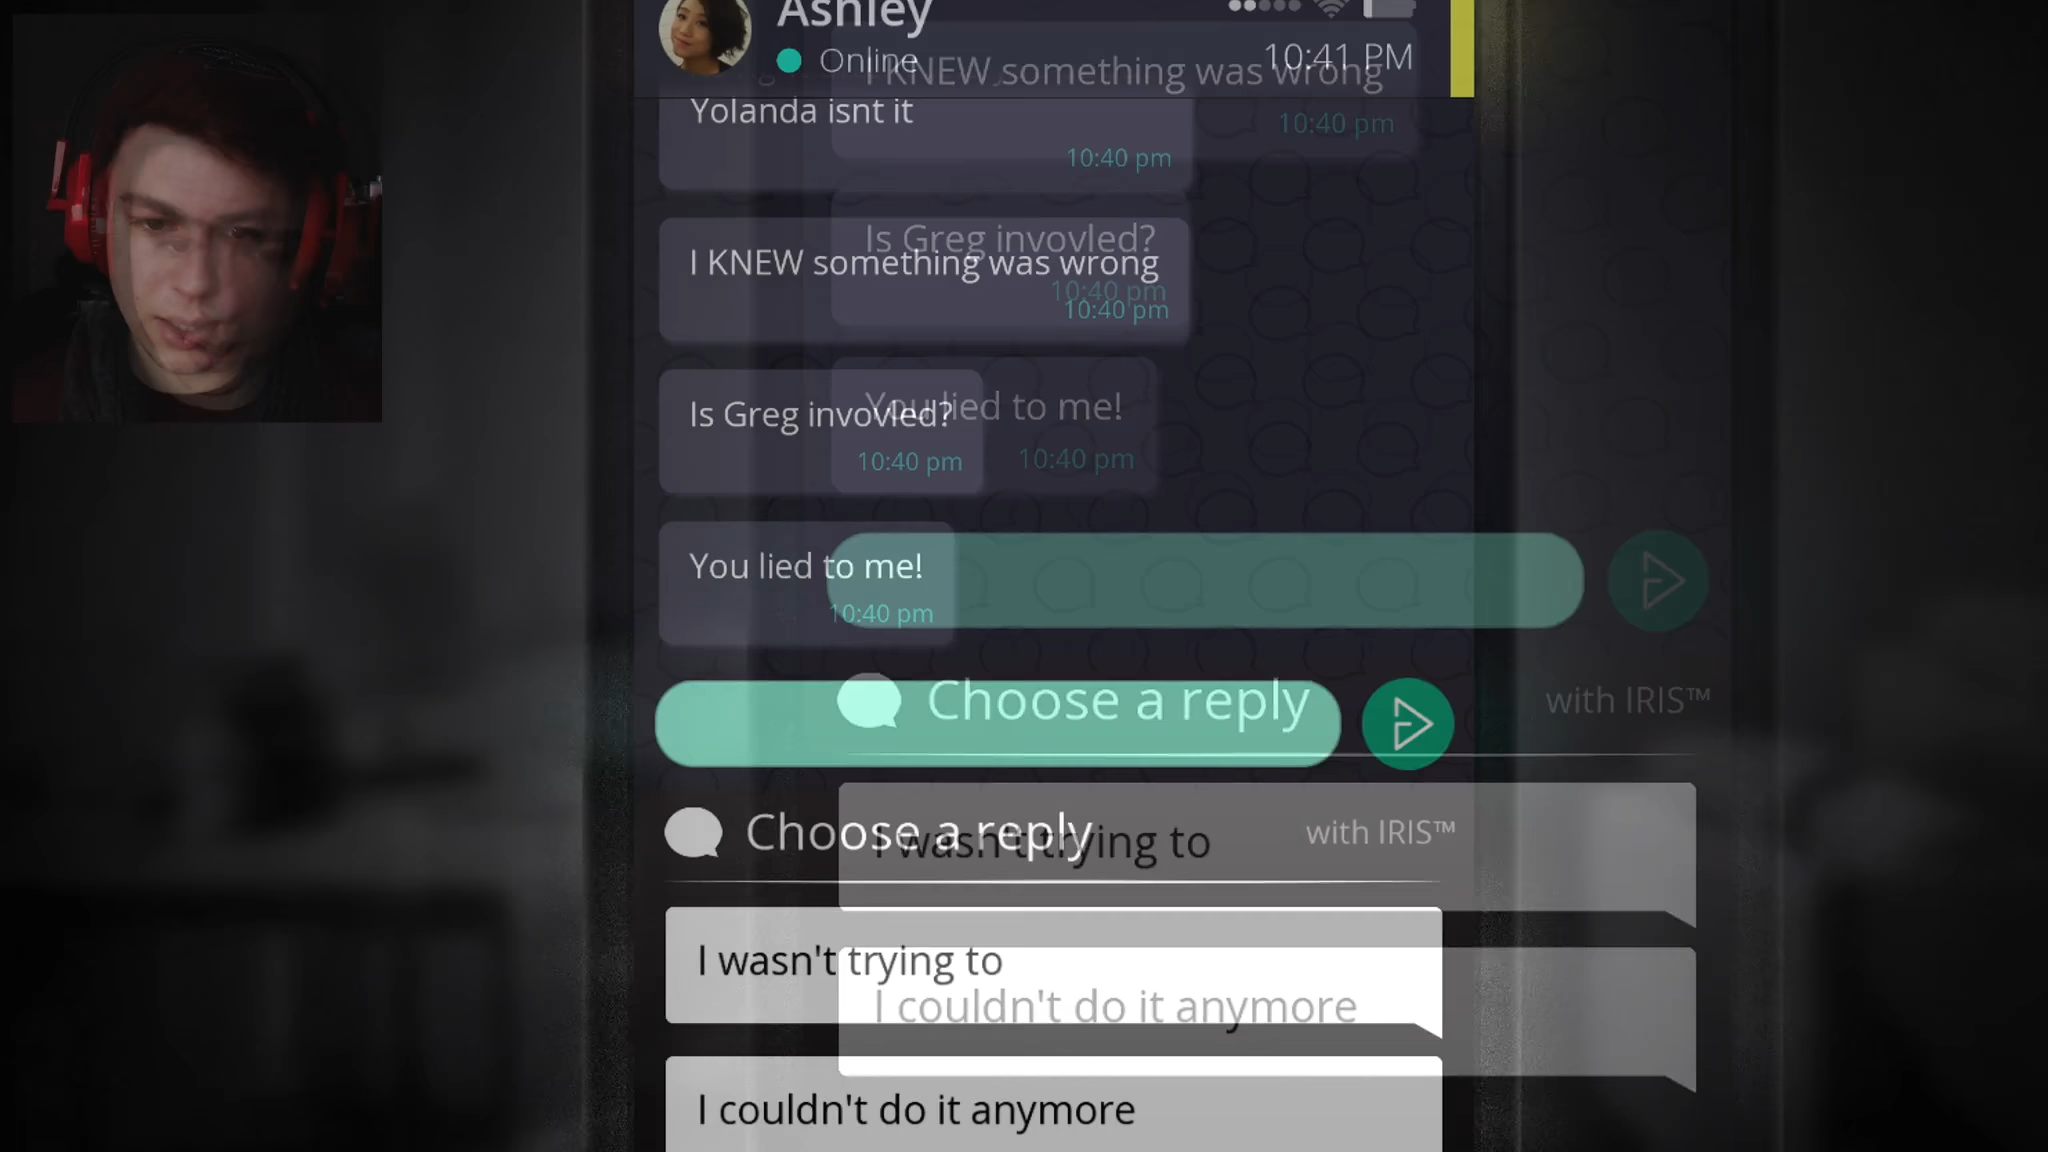 Ashley
Online
10:41 PM
I KNEW something was wrong
10:40 pm
Yolanda isnt it
10:40 pm
Is Greg invovled?
10:40 pm
I KNEW something was wrong
10:40 pm
You lied to me!
10:40 pm
Is Greg invovled?
10:40 pm
You lied to me!
10:40 pm
Choose a reply
with IRIS™
I wasn't trying to
Choose a reply
with IRIS™
I wasn't trying to
I couldn't do it anymore
I couldn't do it anymore